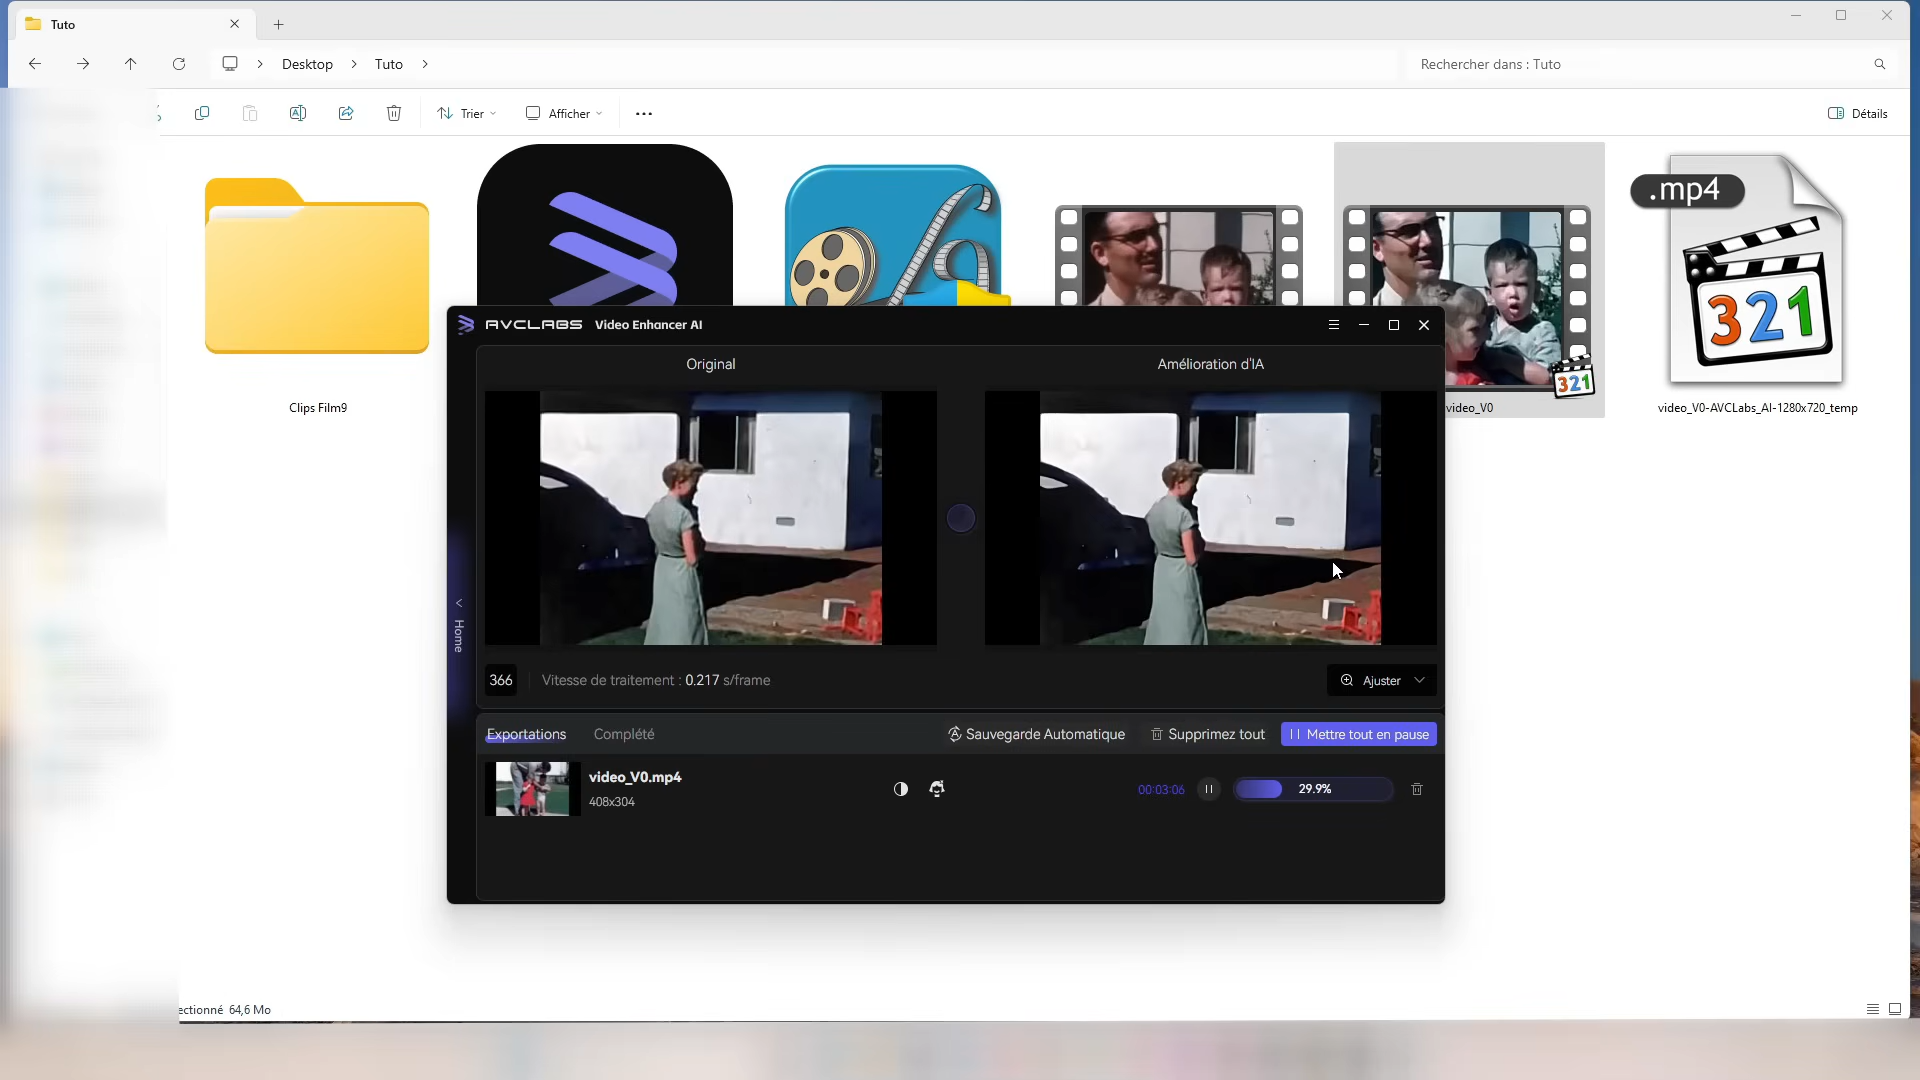 Tuto
Desktop
Tuto
Rechercher dans : Tuto
Trier
Afficher
Détails
.mp4
321
321
Clips Film9
video_V0
video_V0-AVCLabs_AI-1280x720_temp
AVCLABS Video Enhancer AI
Original
Amélioration d'IA
Home
366
Vitesse de traitement : 0.217 s/frame
Ajuster
Exportations
Complété
Sauvegarde Automatique
Supprimez tout
Mettre tout en pause
video_V0.mp4
408x304
00:03:06
29.9%
ectionné 64,6 Mo